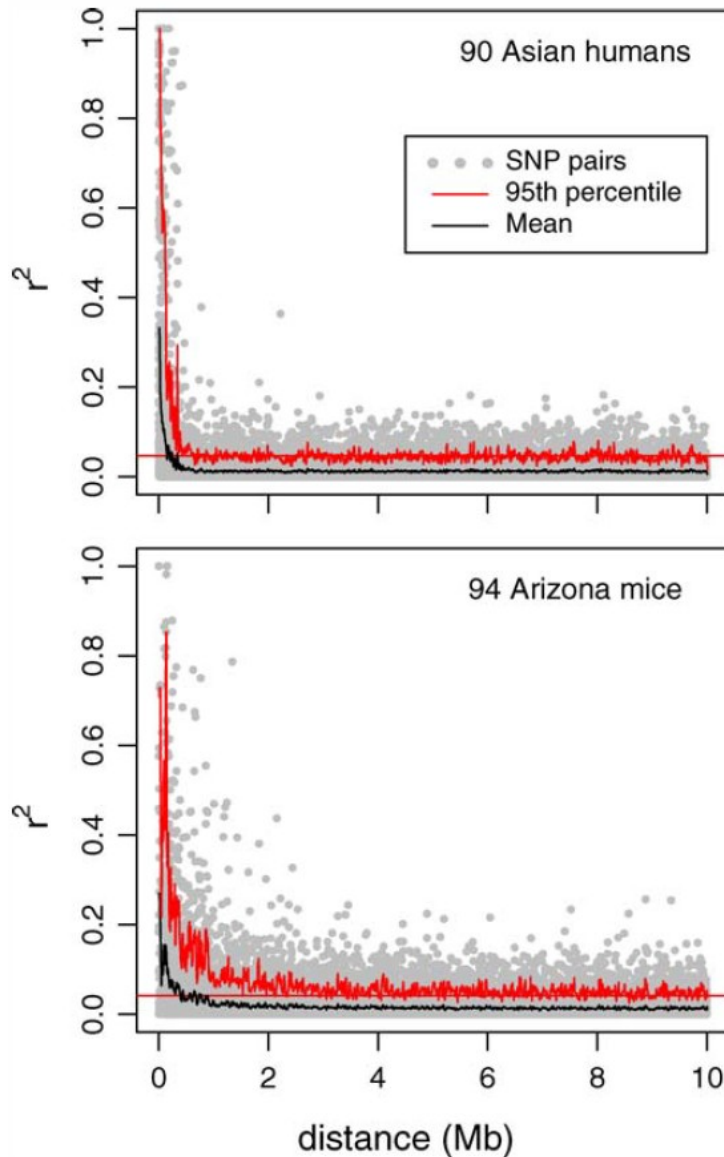 90 Asian humans
SNP pairs
95th percentile
Mean
r²
1.0
0.8
0.6
0.4
0.2
0.0
94 Arizona mice
r²
1.0
0.8
0.6
0.4
0.2
0.0
0 2 4 6 8 10
distance (Mb)